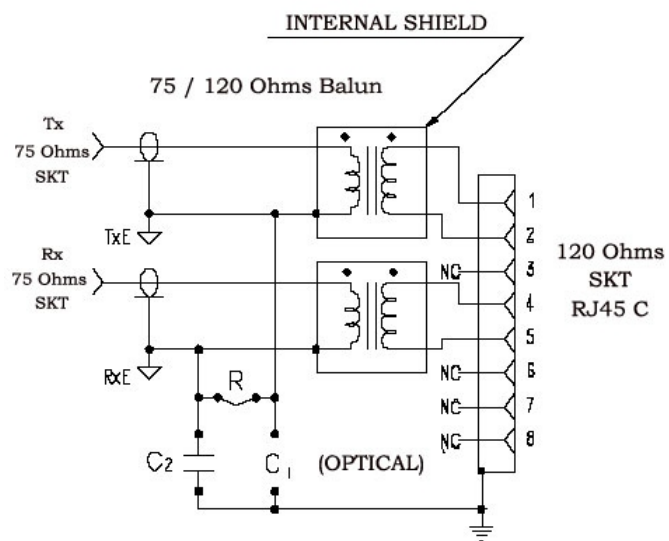 INTERNAL SHIELD
75 / 120 Ohms Balun
Tx
75 Ohms
SKT
TxE
Rx
75 Ohms
SKT
RxE
R
C2
C1
(OPTICAL)
1
2
NC 3
4
5
NC 6
NC 7
NC 8
120 Ohms
SKT
RJ45 C